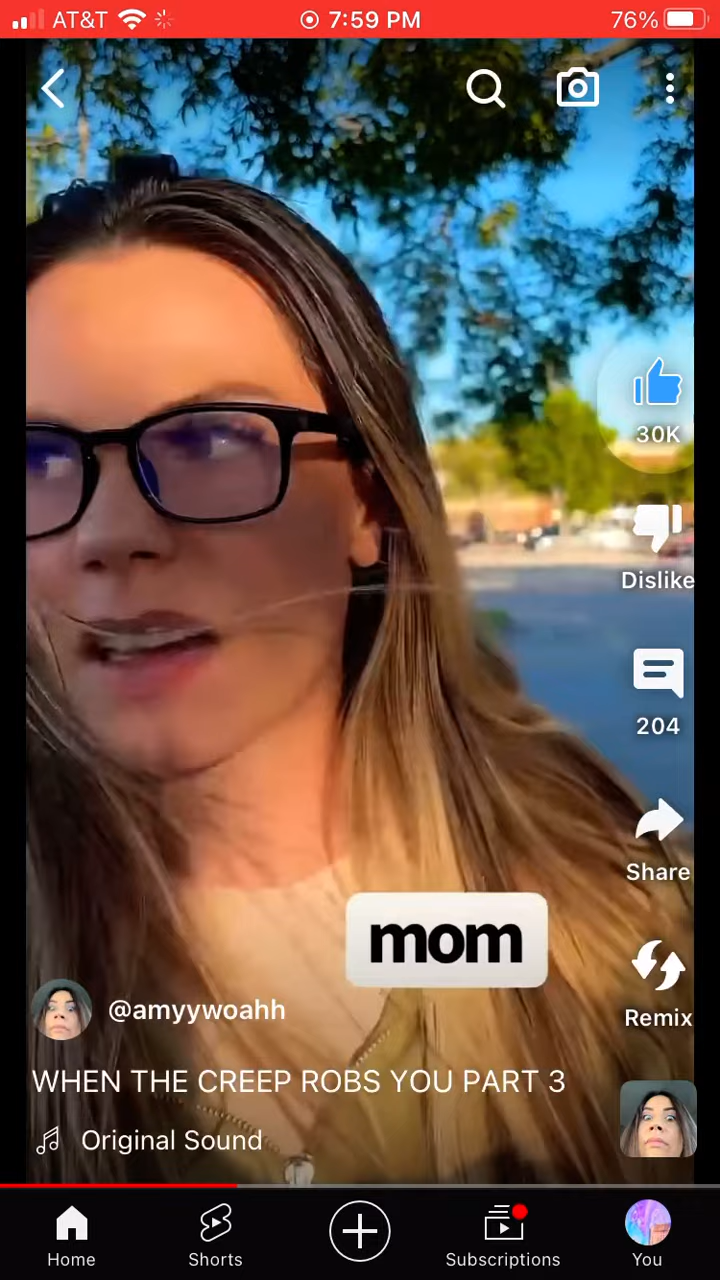 AT&T 7:59 PM 76%
30K
Dislike
204
Share
mom
Remix
@amyywoahh
WHEN THE CREEP ROBS YOU PART 3
Original Sound
Home Shorts Subscriptions You